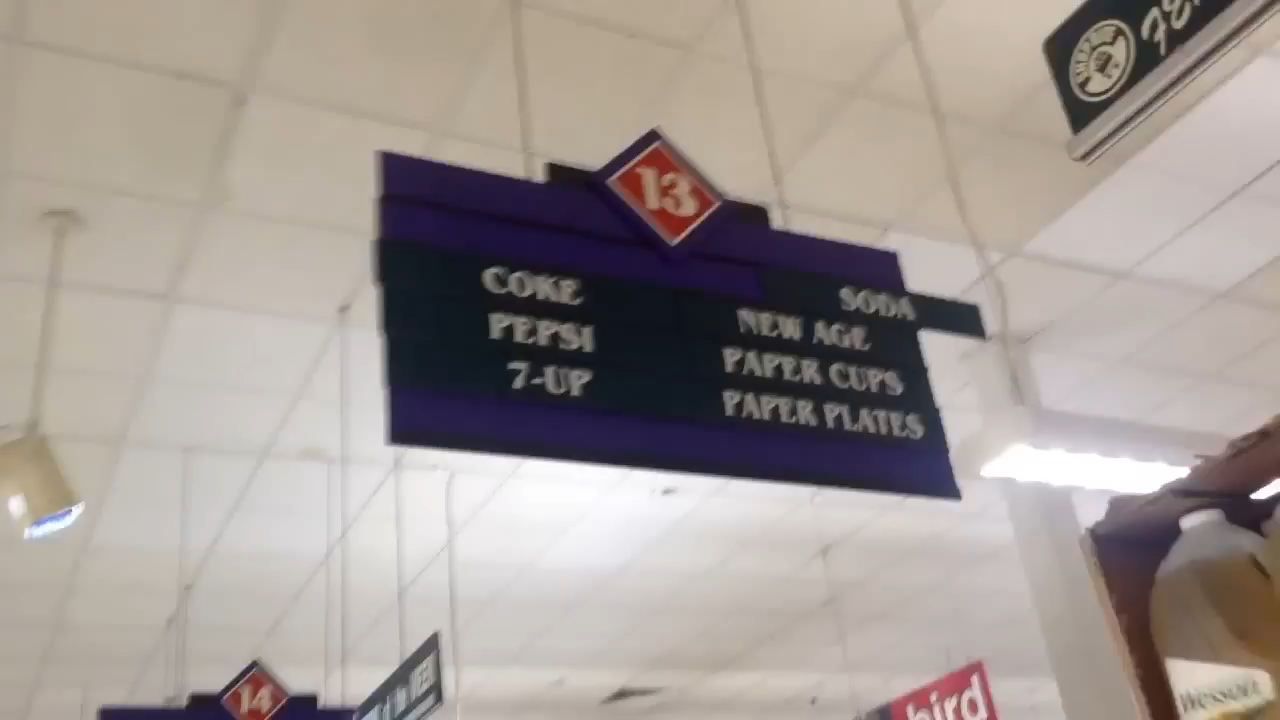 13
COKE
PEPSI
7-UP
SODA
NEW AGE
PAPER CUPS
PAPER PLATES
14
bird